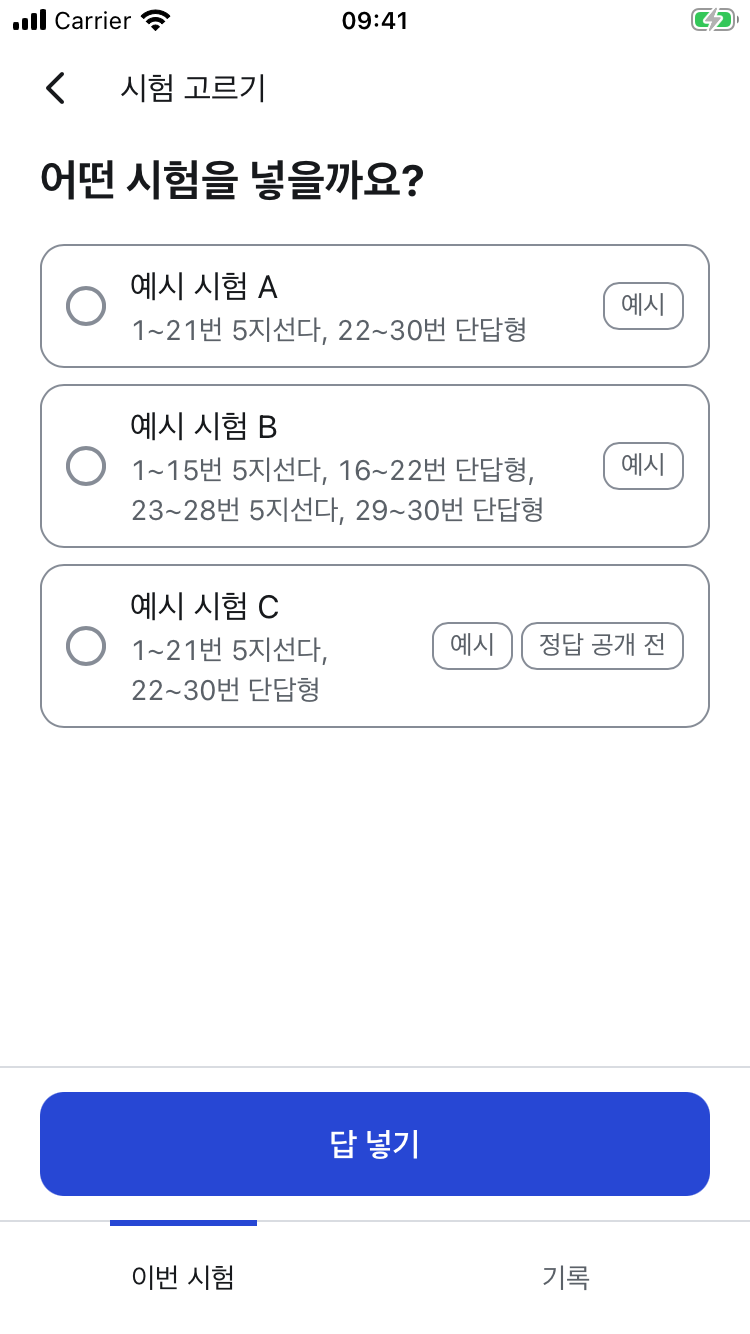 Carrier 09:41
시험 고르기
어떤 시험을 넣을까요?
예시 시험 A
1~21번 5지선다, 22~30번 단답형
예시
예시 시험 B
1~15번 5지선다, 16~22번 단답형,
23~28번 5지선다, 29~30번 단답형
예시
예시 시험 C
1~21번 5지선다,
22~30번 단답형
예시 정답 공개 전
답 넣기
이번 시험 기록